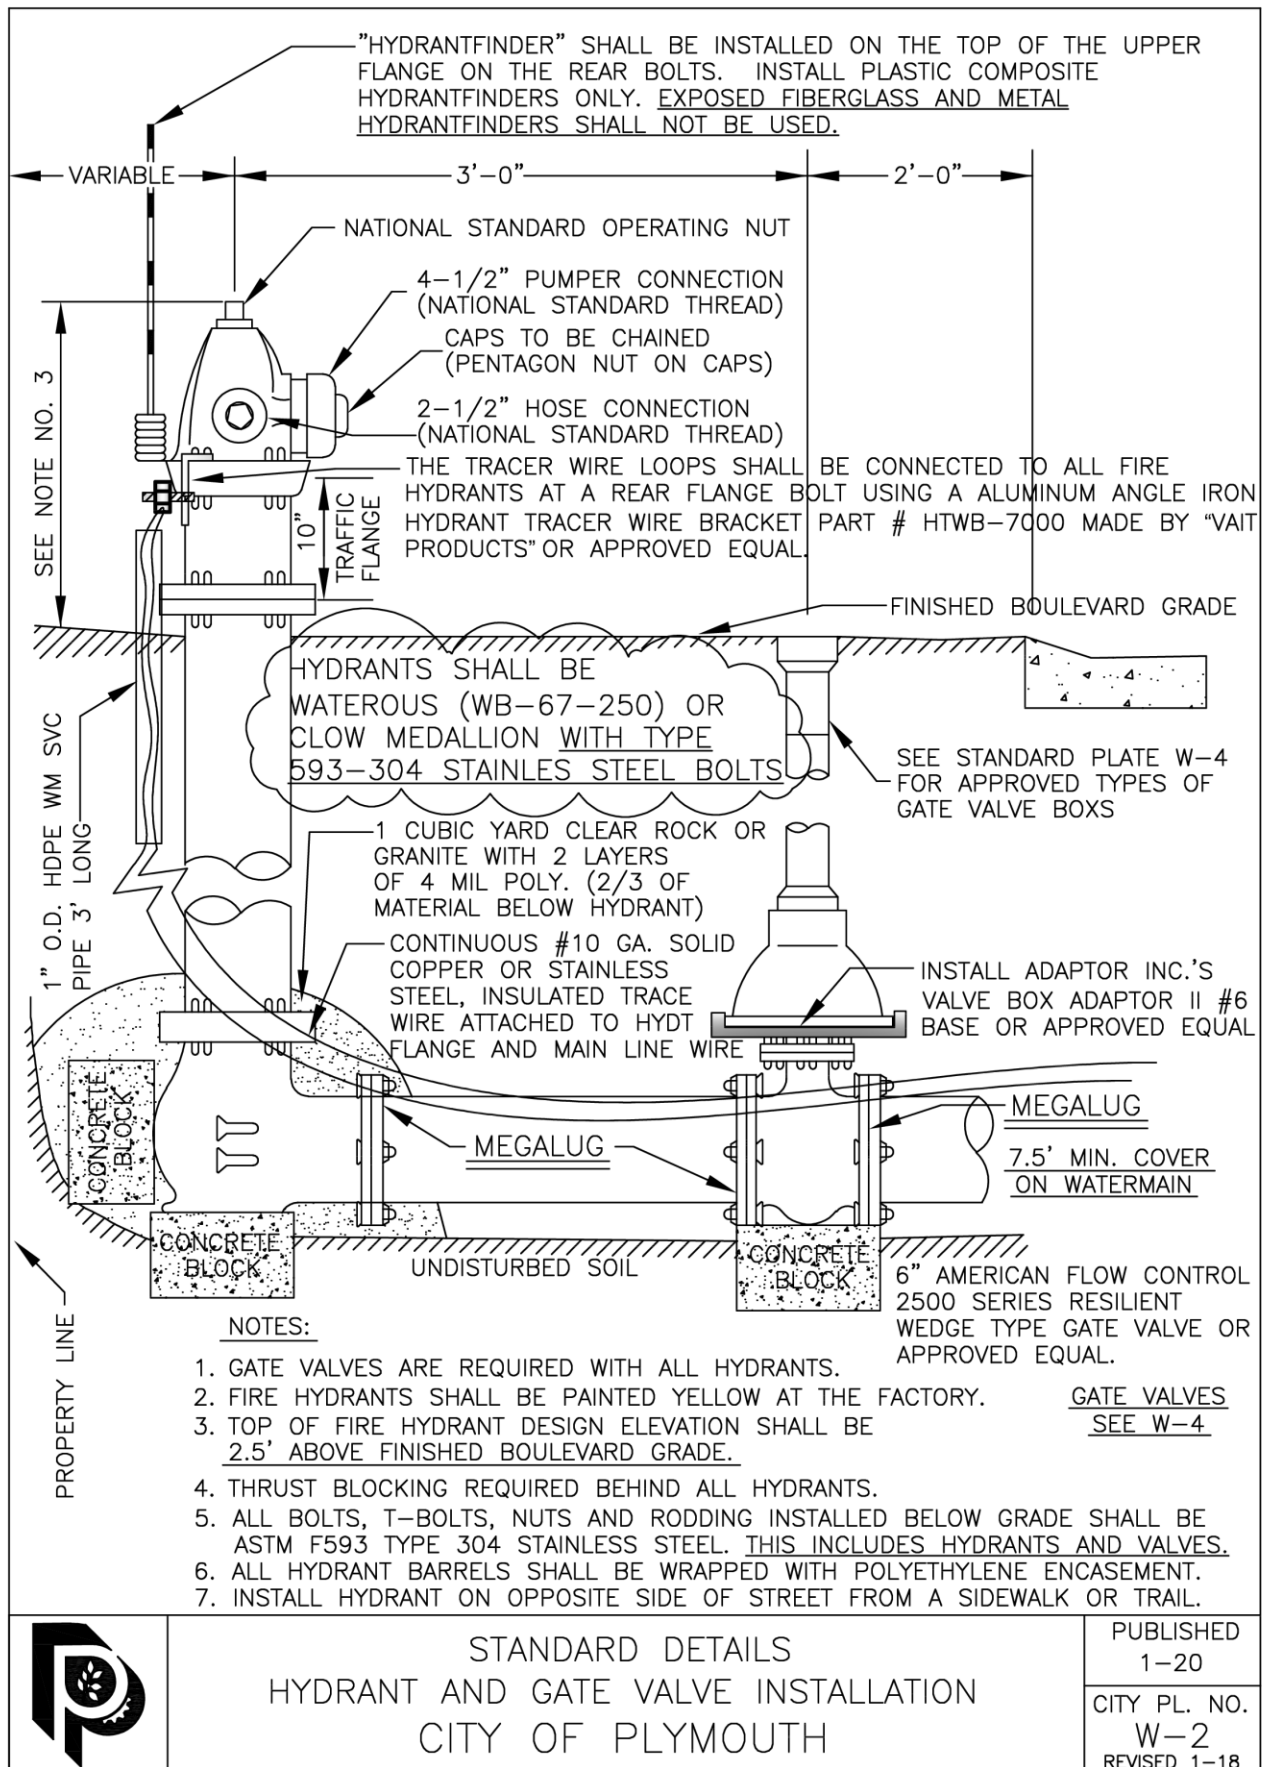 "HYDRANTFINDER" SHALL BE INSTALLED ON THE TOP OF THE UPPER
FLANGE ON THE REAR BOLTS. INSTALL PLASTIC COMPOSITE
HYDRANTFINDERS ONLY. EXPOSED FIBERGLASS AND METAL
HYDRANTFINDERS SHALL NOT BE USED.
VARIABLE
3'-0"
2'-0"
NATIONAL STANDARD OPERATING NUT
4-1/2" PUMPER CONNECTION
(NATIONAL STANDARD THREAD)
CAPS TO BE CHAINED
(PENTAGON NUT ON CAPS)
2-1/2" HOSE CONNECTION
(NATIONAL STANDARD THREAD)
SEE NOTE NO. 3
THE TRACER WIRE LOOPS SHALL BE CONNECTED TO ALL FIRE
HYDRANTS AT A REAR FLANGE BOLT USING A ALUMINUM ANGLE IRON
HYDRANT TRACER WIRE BRACKET PART # HTWB-7000 MADE BY "VAIT
PRODUCTS" OR APPROVED EQUAL.
10"
TRAFFIC
FLANGE
FINISHED BOULEVARD GRADE
HYDRANTS SHALL BE
WATEROUS (WB-67-250) OR
CLOW MEDALLION WITH TYPE
593-304 STAINLES STEEL BOLTS
SEE STANDARD PLATE W-4
FOR APPROVED TYPES OF
GATE VALVE BOXS
1" O.D. HDPE WM SVC
PIPE 3' LONG
1 CUBIC YARD CLEAR ROCK OR
GRANITE WITH 2 LAYERS
OF 4 MIL POLY. (2/3 OF
MATERIAL BELOW HYDRANT)
CONTINUOUS #10 GA. SOLID
COPPER OR STAINLESS
STEEL, INSULATED TRACE
WIRE ATTACHED TO HYDT
FLANGE AND MAIN LINE WIRE
INSTALL ADAPTOR INC.'S
VALVE BOX ADAPTOR II #6
BASE OR APPROVED EQUAL
CONCRETE
BLOCK
MEGALUG
MEGALUG
7.5' MIN. COVER
ON WATERMAIN
CONCRETE
BLOCK
UNDISTURBED SOIL
CONCRETE
BLOCK
6" AMERICAN FLOW CONTROL
2500 SERIES RESILIENT
WEDGE TYPE GATE VALVE OR
APPROVED EQUAL.
GATE VALVES
SEE W-4
PROPERTY LINE
NOTES:
1. GATE VALVES ARE REQUIRED WITH ALL HYDRANTS.
2. FIRE HYDRANTS SHALL BE PAINTED YELLOW AT THE FACTORY.
3. TOP OF FIRE HYDRANT DESIGN ELEVATION SHALL BE
2.5' ABOVE FINISHED BOULEVARD GRADE.
4. THRUST BLOCKING REQUIRED BEHIND ALL HYDRANTS.
5. ALL BOLTS, T-BOLTS, NUTS AND RODDING INSTALLED BELOW GRADE SHALL BE
ASTM F593 TYPE 304 STAINLESS STEEL. THIS INCLUDES HYDRANTS AND VALVES.
6. ALL HYDRANT BARRELS SHALL BE WRAPPED WITH POLYETHYLENE ENCASEMENT.
7. INSTALL HYDRANT ON OPPOSITE SIDE OF STREET FROM A SIDEWALK OR TRAIL.
STANDARD DETAILS
HYDRANT AND GATE VALVE INSTALLATION
CITY OF PLYMOUTH
PUBLISHED
1-20
CITY PL. NO.
W-2
REVISED 1-18